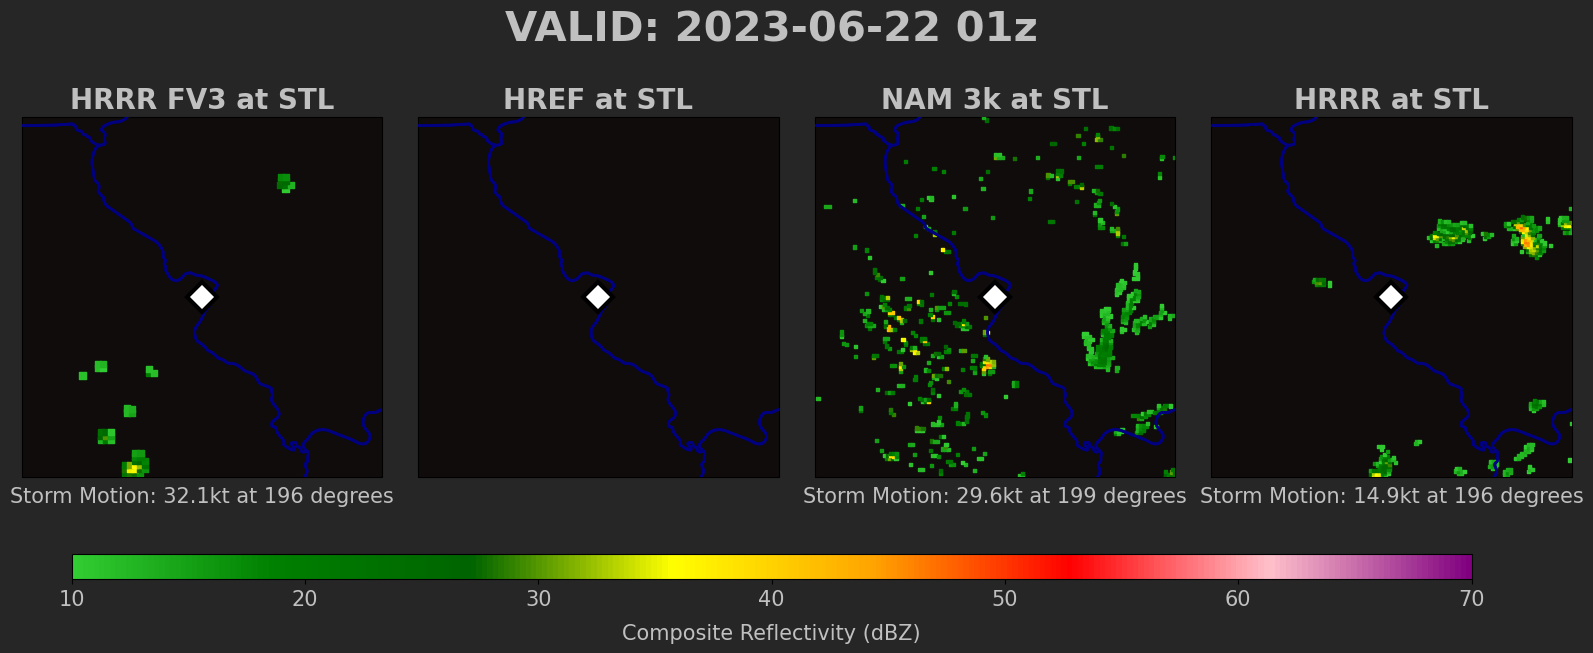 VALID: 2023-06-22 01z
HRRR FV3 at STL
HREF at STL
NAM 3k at STL
HRRR at STL
Storm Motion: 32.1kt at 196 degrees
Storm Motion: 29.6kt at 199 degrees
Storm Motion: 14.9kt at 196 degrees
10 20 30 40 50 60 70
Composite Reflectivity (dBZ)